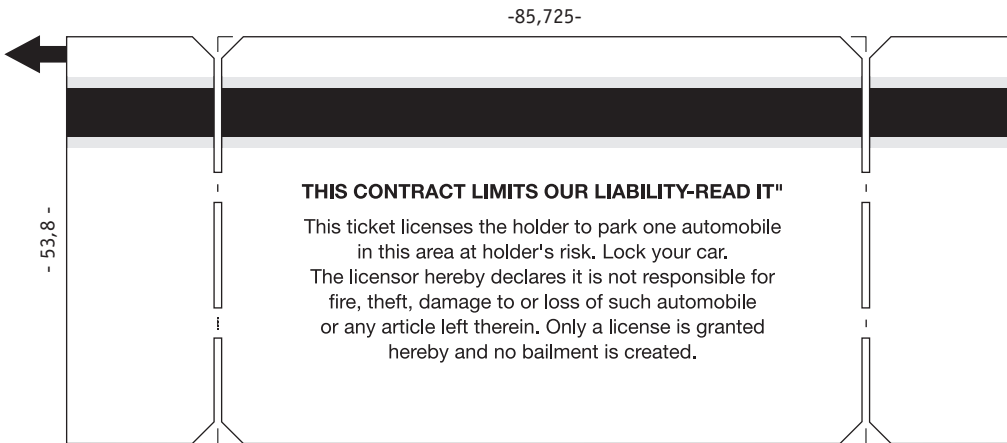 -85,725-
- 53,8 -
THIS CONTRACT LIMITS OUR LIABILITY-READ IT"
This ticket licenses the holder to park one automobile
in this area at holder's risk. Lock your car.
The licensor hereby declares it is not responsible for
fire, theft, damage to or loss of such automobile
or any article left therein. Only a license is granted
hereby and no bailment is created.